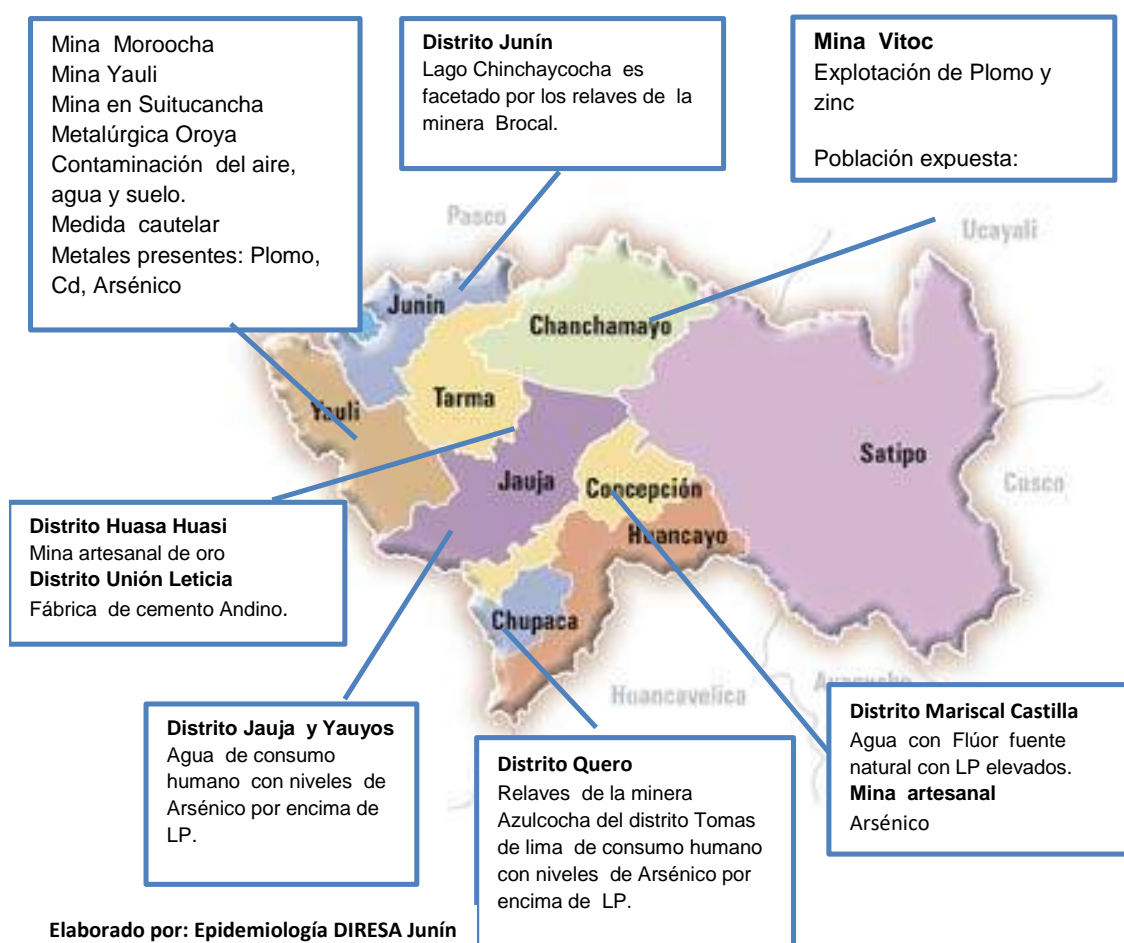 Mina Moroocha
Mina Yauli
Mina en Suitucancha
Metalúrgica Oroya
Contaminación del aire,
agua y suelo.
Medida cautelar
Metales presentes: Plomo,
Cd, Arsénico
Distrito Junín
Lago Chinchaycocha es
facetado por los relaves de la
minera Brocal.
Mina Vitoc
Explotación de Plomo y
zinc
Población expuesta:
Pasco
Ucayali
Junin
Chanchamayo
Tarma
Yauli
Satipo
Jauja
Concepción
Cusco
Huancayo
Chupaca
Huancavelica
Distrito Huasa Huasi
Mina artesanal de oro
Distrito Unión Leticia
Fábrica de cemento Andino.
Distrito Jauja y Yauyos
Agua de consumo
humano con niveles de
Arsénico por encima de
LP.
Distrito Quero
Relaves de la minera
Azulcocha del distrito Tomas
de lima de consumo humano
con niveles de Arsénico por
encima de LP.
Distrito Mariscal Castilla
Agua con Flúor fuente
natural con LP elevados.
Mina artesanal
Arsénico
Elaborado por: Epidemiología DIRESA Junín